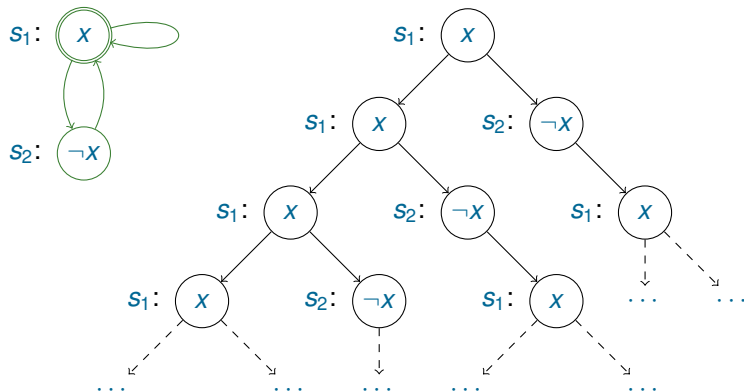 s₁: x s₁: x
s₁: x s₂: ¬x
s₂: ¬x
s₁: x s₂: ¬x s₁: x
s₁: x s₂: ¬x s₁: x ... ...
... ... ... ... ...